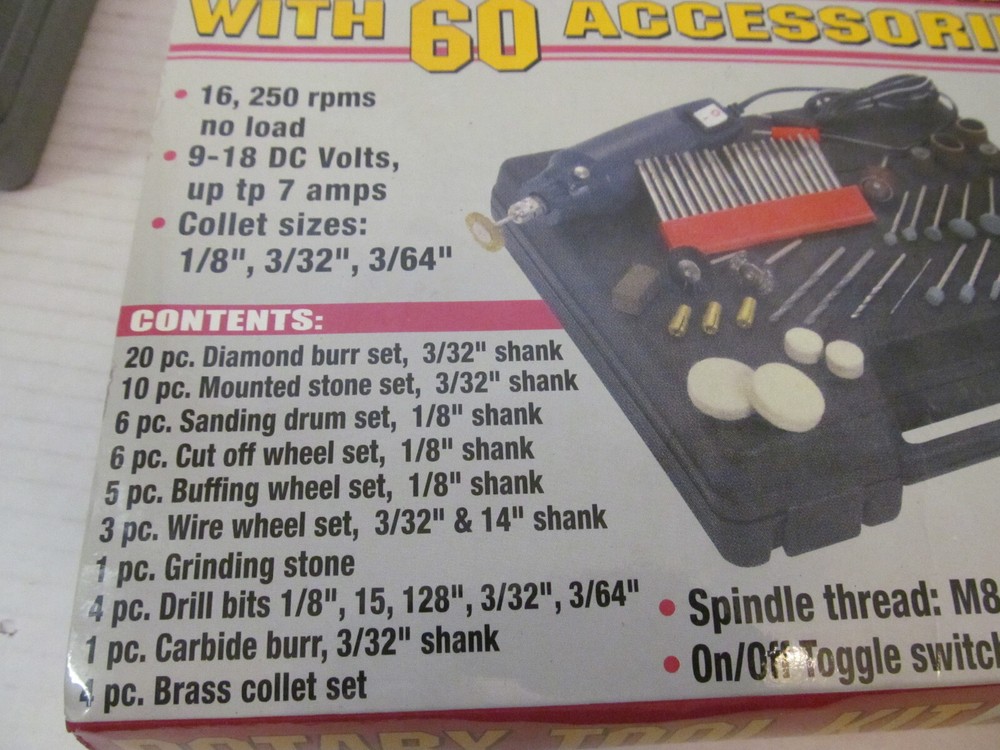 WITH 60 ACCESSORI
• 16, 250 rpms
no load
• 9-18 DC Volts,
up tp 7 amps
• Collet sizes:
1/8", 3/32", 3/64"
CONTENTS:
20 pc. Diamond burr set, 3/32" shank
10 pc. Mounted stone set, 3/32" shank
6 pc. Sanding drum set, 1/8" shank
6 pc. Cut off wheel set, 1/8" shank
5 pc. Buffing wheel set, 1/8" shank
3 pc. Wire wheel set, 3/32" & 14" shank
1 pc. Grinding stone
4 pc. Drill bits 1/8", 15, 128", 3/32", 3/64"
1 pc. Carbide burr, 3/32" shank
4 pc. Brass collet set
• Spindle thread: M8
• On/Off Toggle switch
ROTARY TOOL KIT